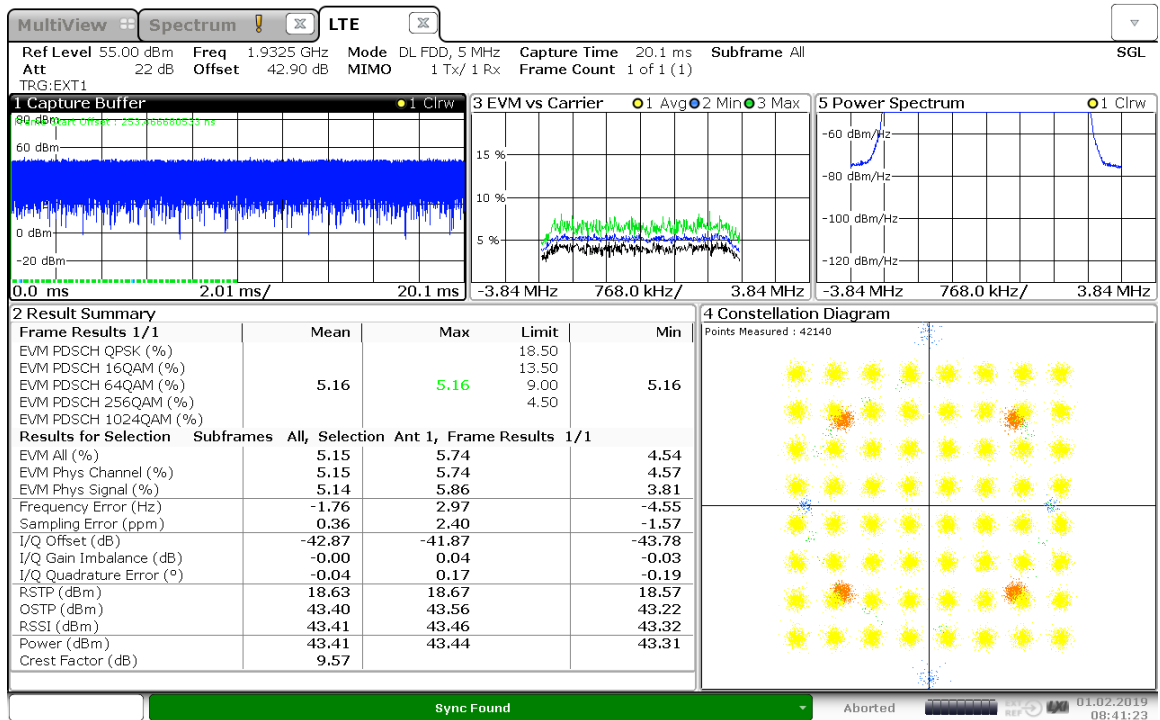 MultiView Spectrum LTE
Ref Level 55.00 dBm Freq 1.9325 GHz Mode DL FDD, 5 MHz Capture Time 20.1 ms Subframe All SGL
Att 22 dB Offset 42.90 dB MIMO 1 Tx/ 1 Rx Frame Count 1 of 1 (1)
TRG:EXT1
1 Capture Buffer 1 Clrw
80 dBm
Frame Start Offset : 253.466680533 ns
60 dBm
0 dBm
-20 dBm
0.0 ms 2.01 ms/ 20.1 ms
3 EVM vs Carrier 1 Avg 2 Min 3 Max
15 %
10 %
5 %
-3.84 MHz 768.0 kHz/ 3.84 MHz
5 Power Spectrum 1 Clrw
-60 dBm/Hz
-80 dBm/Hz
-100 dBm/Hz
-120 dBm/Hz
-3.84 MHz 768.0 kHz/ 3.84 MHz
2 Result Summary
Frame Results 1/1 Mean Max Limit Min
EVM PDSCH QPSK (%) 18.50
EVM PDSCH 16QAM (%) 13.50
EVM PDSCH 64QAM (%) 5.16 5.16 9.00 5.16
EVM PDSCH 256QAM (%) 4.50
EVM PDSCH 1024QAM (%)
Results for Selection Subframes All, Selection Ant 1, Frame Results 1/1
EVM All (%) 5.15 5.74 4.54
EVM Phys Channel (%) 5.15 5.74 4.57
EVM Phys Signal (%) 5.14 5.86 3.81
Frequency Error (Hz) -1.76 2.97 -4.55
Sampling Error (ppm) 0.36 2.40 -1.57
I/Q Offset (dB) -42.87 -41.87 -43.78
I/Q Gain Imbalance (dB) -0.00 0.04 -0.03
I/Q Quadrature Error (º) -0.04 0.17 -0.19
RSTP (dBm) 18.63 18.67 18.57
OSTP (dBm) 43.40 43.56 43.22
RSSI (dBm) 43.41 43.46 43.32
Power (dBm) 43.41 43.44 43.31
Crest Factor (dB) 9.57
4 Constellation Diagram
Points Measured : 42140
Sync Found
Aborted
EXT
REF
LXI
01.02.2019
08:41:23